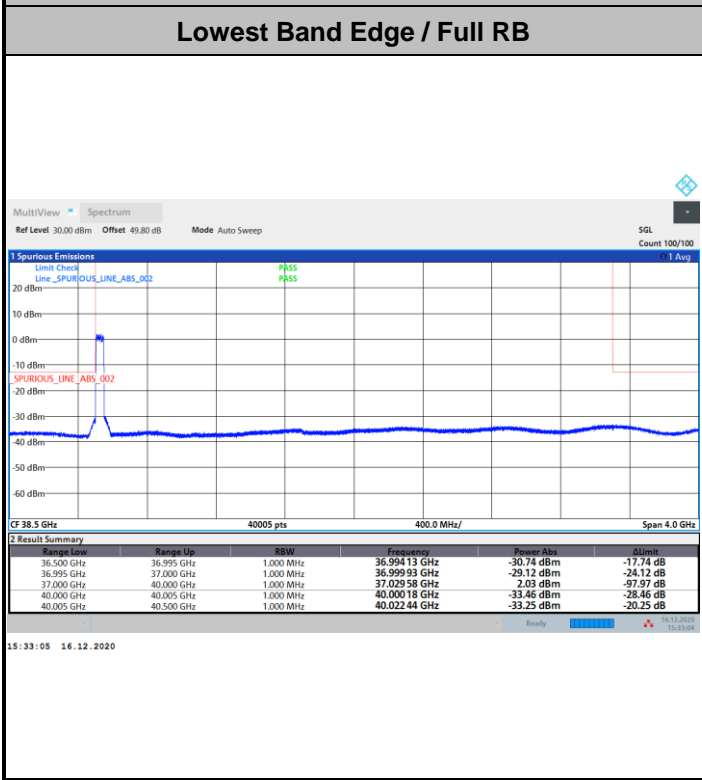 Lowest Band Edge / Full RB
MultiView Spectrum
Ref Level 30.00 dBm Offset 49.80 dB Mode Auto Sweep SGL
Count 100/100
1 Spurious Emissions 1 Avg
Limit Check PASS
Line _SPURIOUS_LINE_ABS_002 PASS
20 dBm
10 dBm
0 dBm
-10 dBm
_SPURIOUS_LINE_ABS_002
-20 dBm
-30 dBm
-40 dBm
-50 dBm
-60 dBm
CF 38.5 GHz 40005 pts 400.0 MHz/ Span 4.0 GHz
2 Result Summary
Range Low Range Up RBW Frequency Power Abs ΔLimit
36.500 GHz 36.995 GHz 1.000 MHz 36.994 13 GHz -30.74 dBm -17.74 dB
36.995 GHz 37.000 GHz 1.000 MHz 36.999 93 GHz -29.12 dBm -24.12 dB
37.000 GHz 40.000 GHz 1.000 MHz 37.029 58 GHz 2.03 dBm -97.97 dB
40.000 GHz 40.005 GHz 1.000 MHz 40.000 18 GHz -33.46 dBm -28.46 dB
40.005 GHz 40.500 GHz 1.000 MHz 40.022 44 GHz -33.25 dBm -20.25 dB
Ready 16.12.2020
15:33:04
15:33:05 16.12.2020